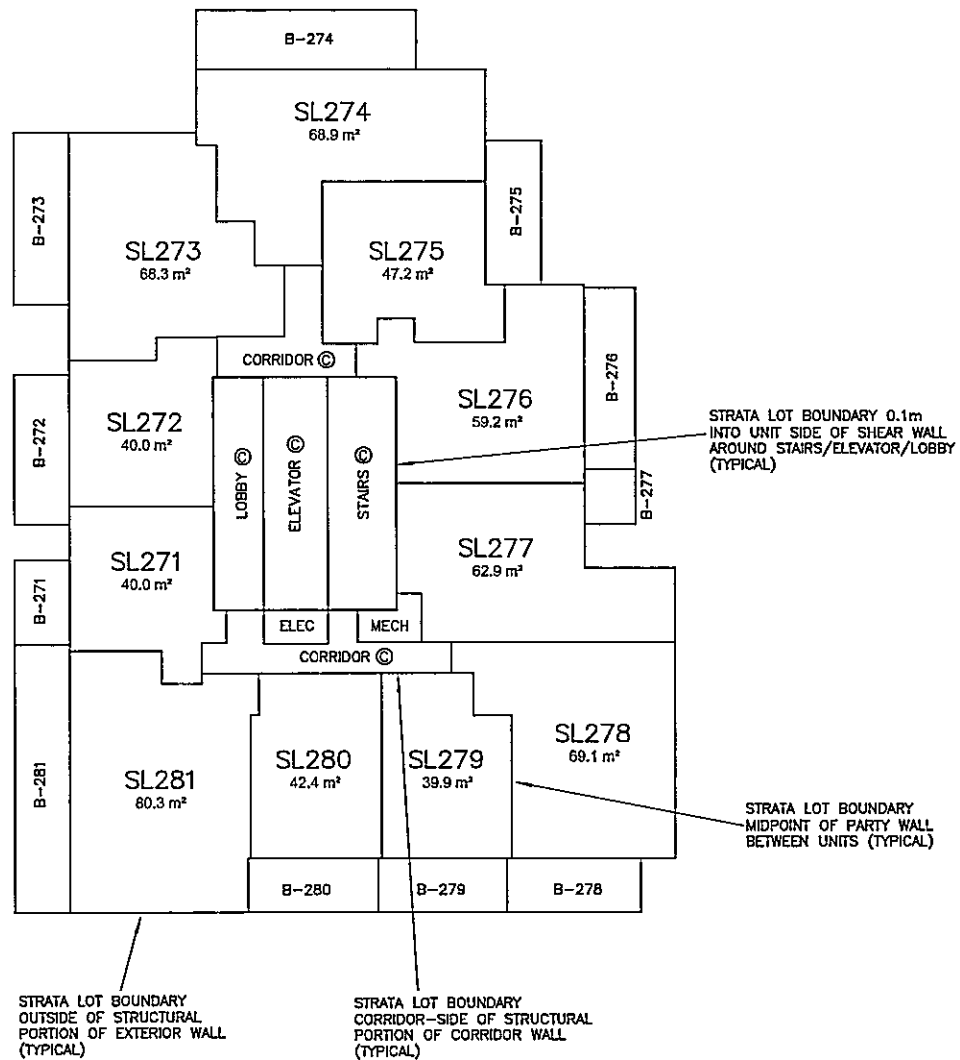 B-274
SL274
68.9 m²
B-273
B-275
SL273
68.3 m²
SL275
47.2 m²
CORRIDOR ©
B-276
SL276
59.2 m²
B-272
SL272
40.0 m²
LOBBY ©
ELEVATOR ©
STAIRS ©
STRATA LOT BOUNDARY 0.1m
INTO UNIT SIDE OF SHEAR WALL
AROUND STAIRS/ELEVATOR/LOBBY
(TYPICAL)
B-277
SL277
62.9 m²
B-271
SL271
40.0 m²
ELEC
MECH
CORRIDOR ©
B-281
SL281
80.3 m²
SL280
42.4 m²
SL279
39.9 m²
SL278
69.1 m²
STRATA LOT BOUNDARY
MIDPOINT OF PARTY WALL
BETWEEN UNITS (TYPICAL)
B-280
B-279
B-278
STRATA LOT BOUNDARY
OUTSIDE OF STRUCTURAL
PORTION OF EXTERIOR WALL
(TYPICAL)
STRATA LOT BOUNDARY
CORRIDOR-SIDE OF STRUCTURAL
PORTION OF CORRIDOR WALL
(TYPICAL)